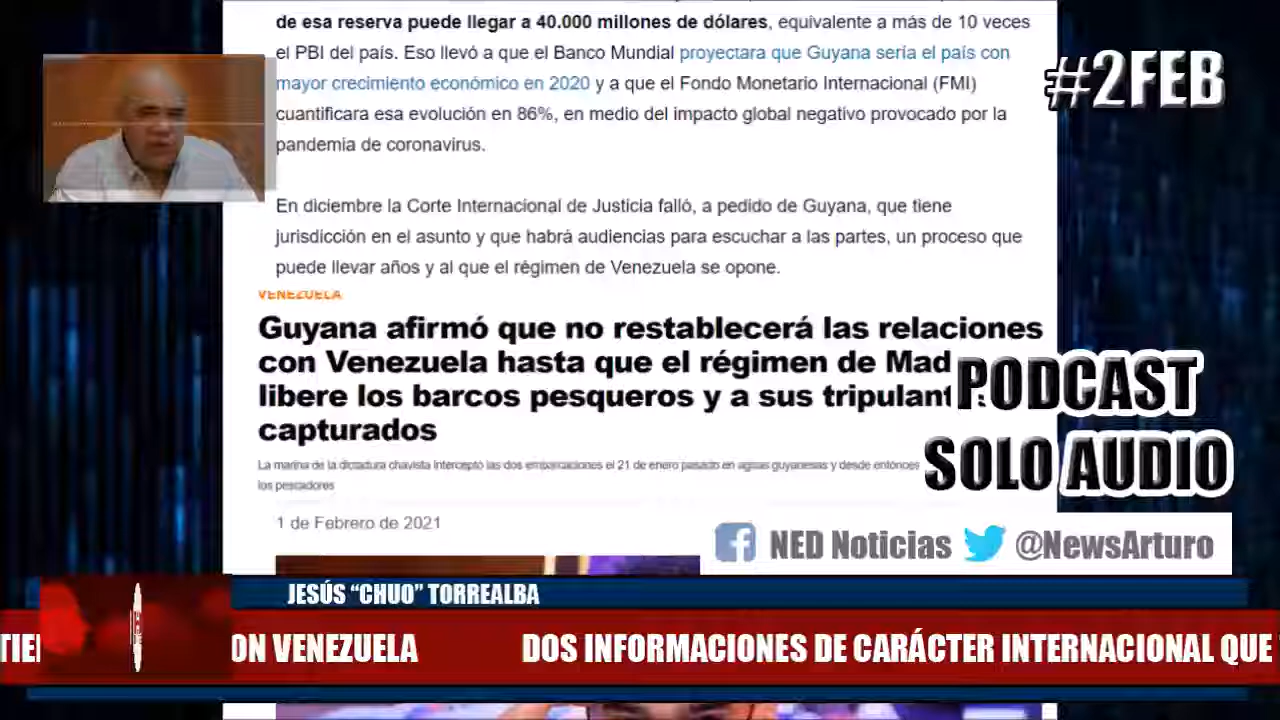 de esa reserva puede llegar a 40.000 millones de dólares, equivalente a más de 10 veces
el PBI del país. Eso llevó a que el Banco Mundial proyectara que Guyana sería el país con
mayor crecimiento económico en 2020 y a que el Fondo Monetario Internacional (FMI)
cuantificara esa evolución en 86%, en medio del impacto global negativo provocado por la
pandemia de coronavirus.
#2FEB
En diciembre la Corte Internacional de Justicia falló, a pedido de Guyana, que tiene
jurisdicción en el asunto y que habrá audiencias para escuchar a las partes, un proceso que
puede llevar años y al que el régimen de Venezuela se opone.
VENEZUELA
Guyana afirmó que no restablecerá las relaciones
con Venezuela hasta que el régimen de Mad
libere los barcos pesqueros y a sus tripulant
capturados
La marina de la dictadura chavista interceptó las dos embarcaciones el 21 de enero pasado en aguas guyanesas y desde entonces
los pescadores
PODCAST
SOLO AUDIO
1 de Febrero de 2021
NED Noticias @NewsArturo
JESÚS “CHUO” TORREALBA
TIE ON VENEZUELA DOS INFORMACIONES DE CARÁCTER INTERNACIONAL QUE